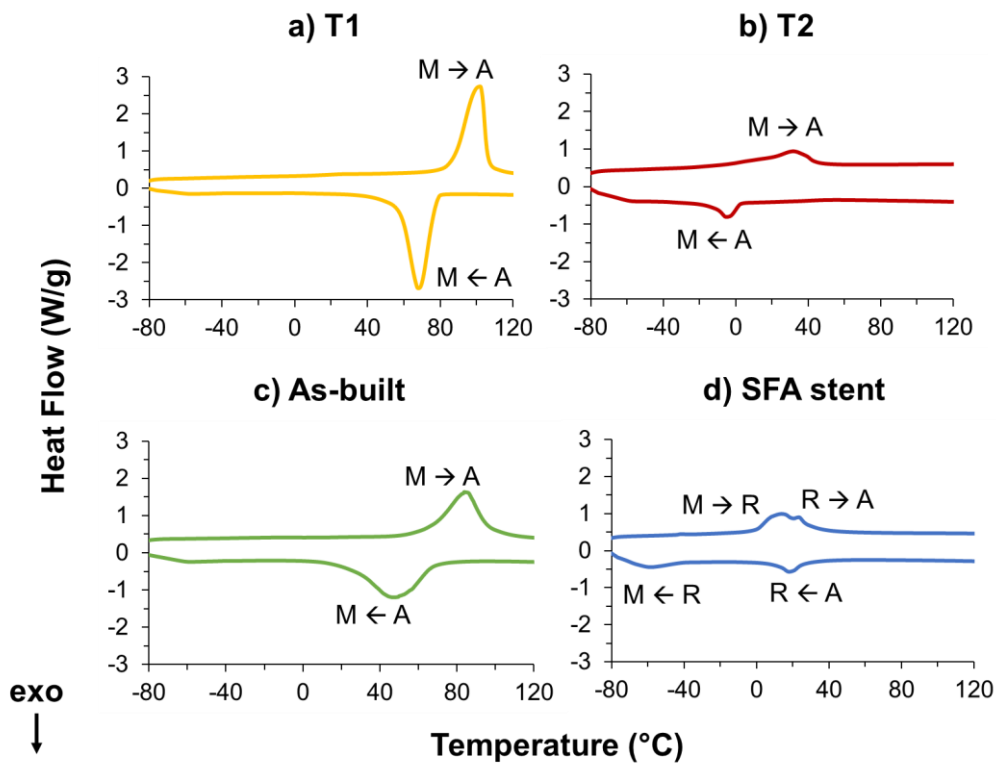 a) T1
b) T2
M → A
3
2
1
0
-1
-2
-3
M ← A
-80 -40 0 40 80 120
3
2
1
0
-1
-2
-3
M → A
M ← A
-80 -40 0 40 80 120
Heat Flow (W/g)
c) As-built
d) SFA stent
3
2
1
0
-1
-2
-3
M → A
M ← A
-80 -40 0 40 80 120
3
2
1
0
-1
-2
-3
M → R R → A
M ← R R ← A
-80 -40 0 40 80 120
exo
Temperature (°C)